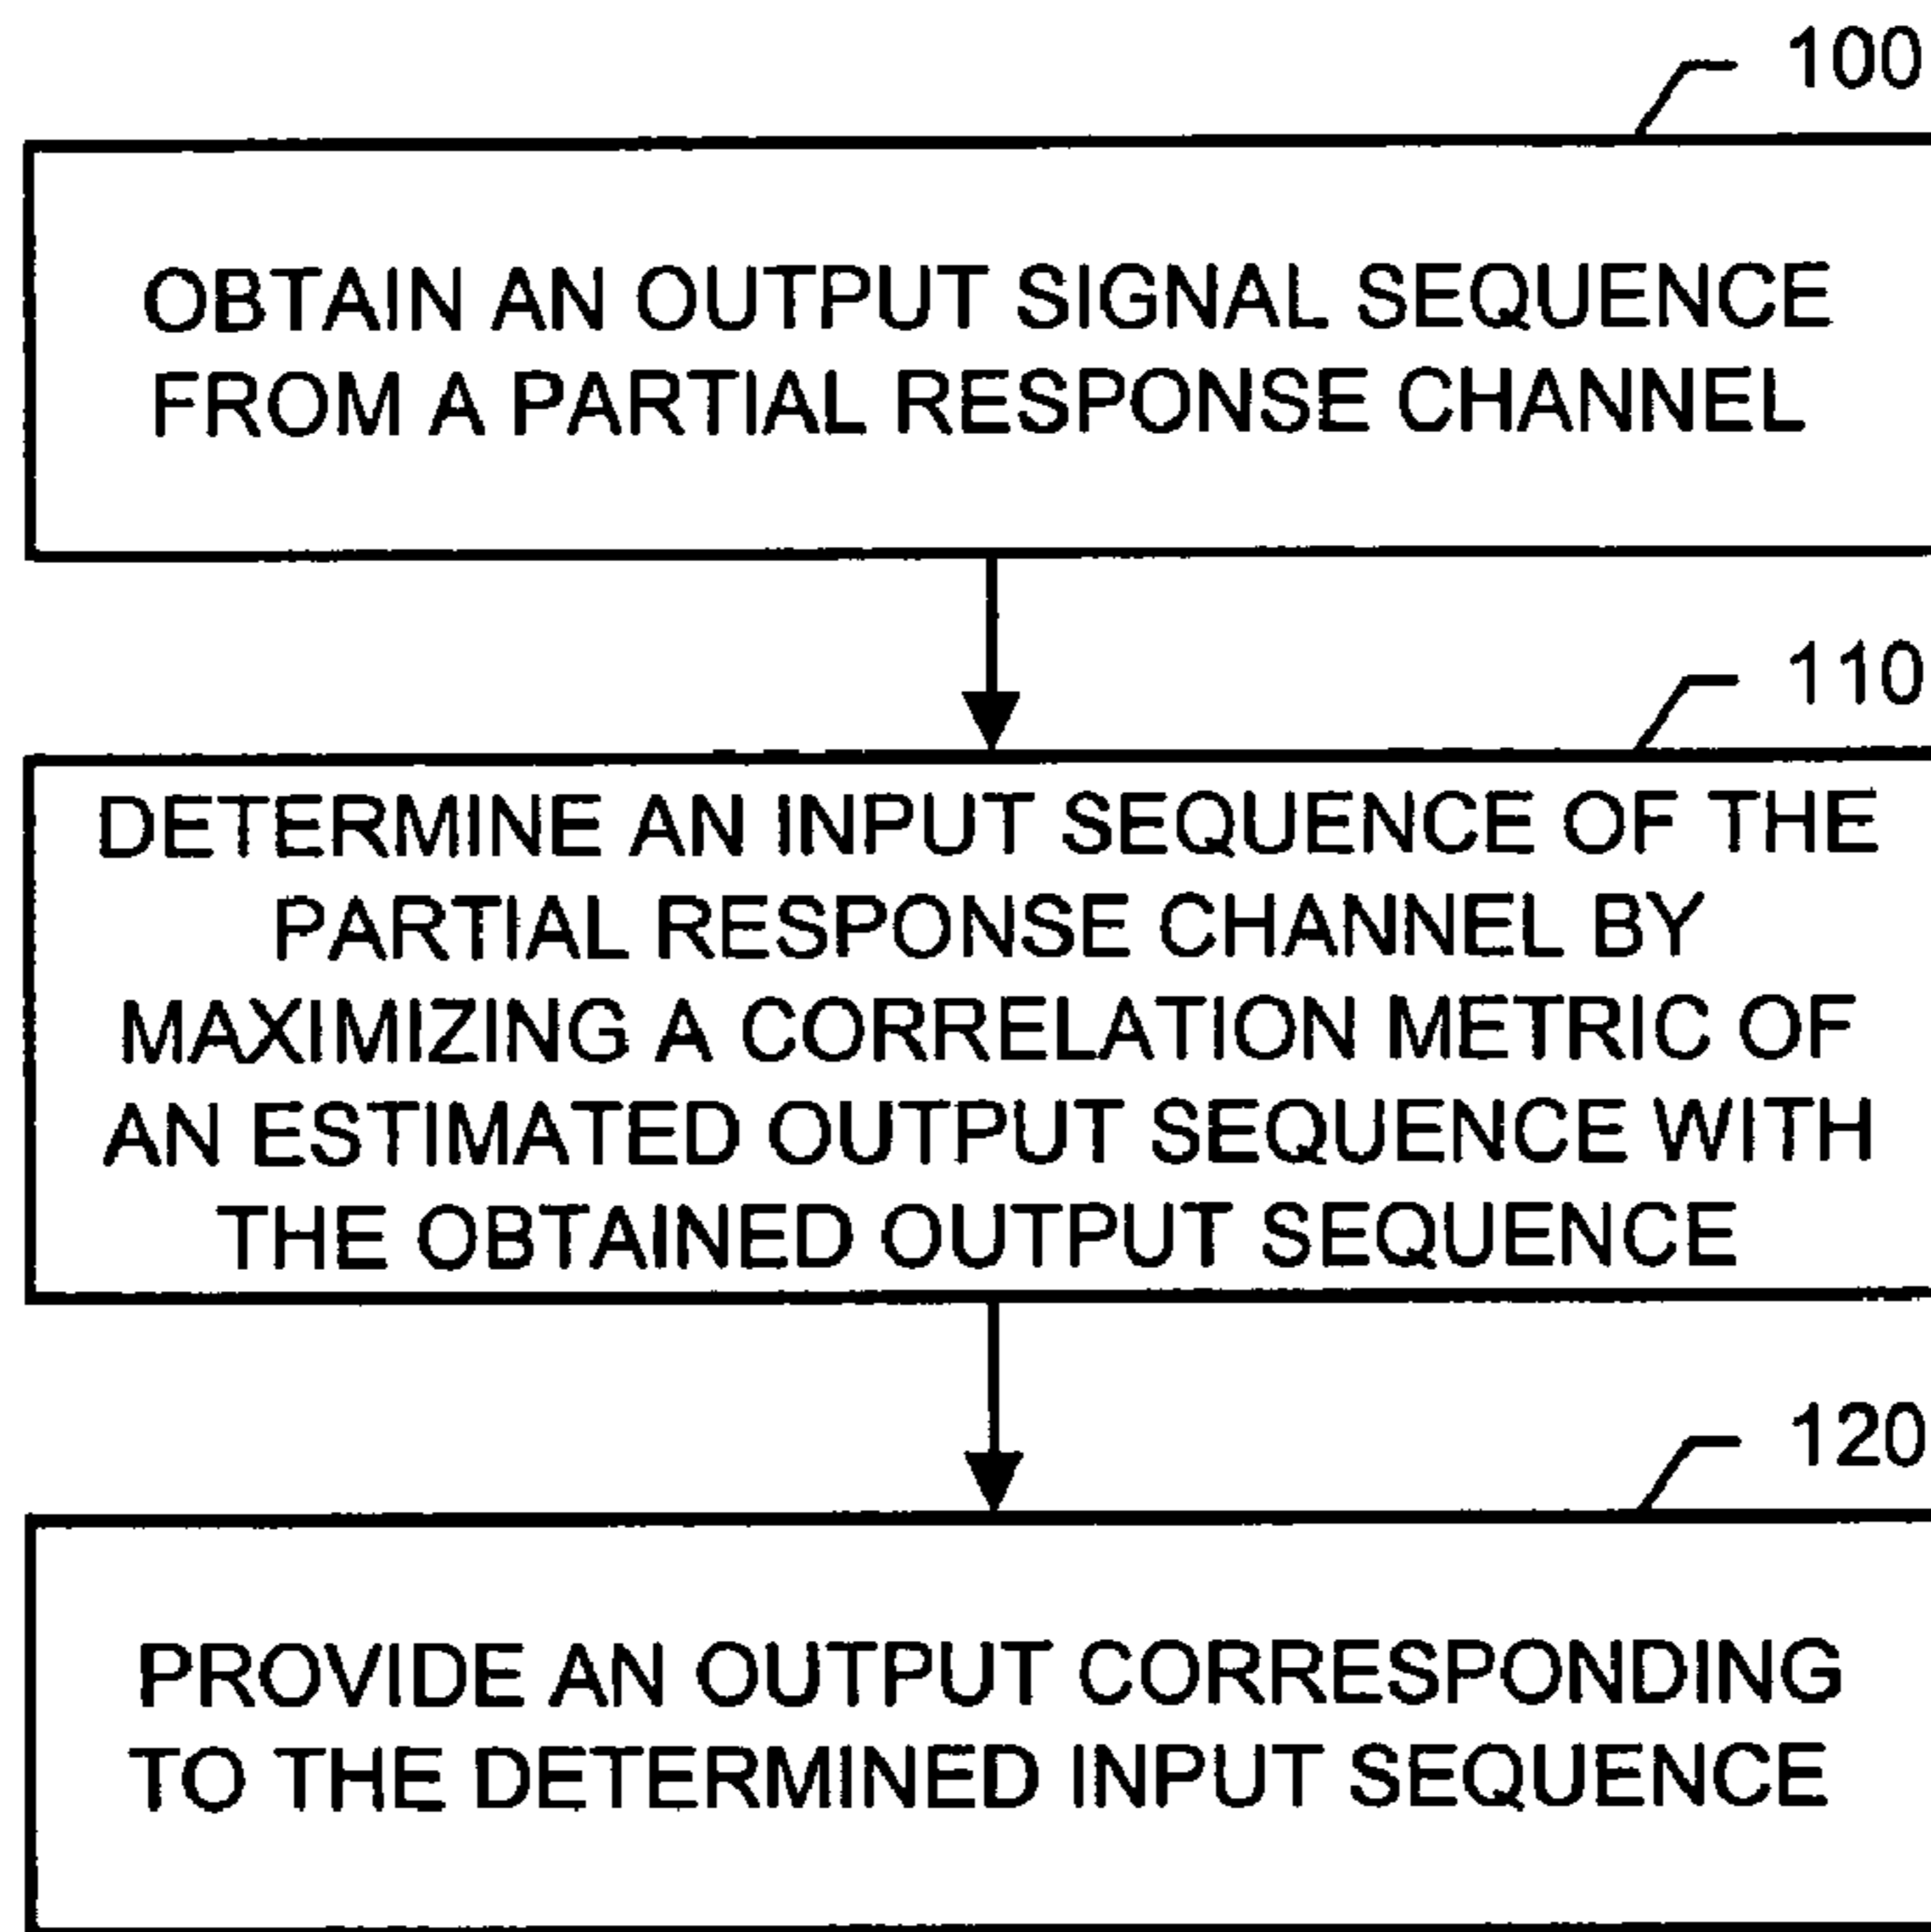 100
OBTAIN AN OUTPUT SIGNAL SEQUENCE
FROM A PARTIAL RESPONSE CHANNEL
110
DETERMINE AN INPUT SEQUENCE OF THE
PARTIAL RESPONSE CHANNEL BY
MAXIMIZING A CORRELATION METRIC OF
AN ESTIMATED OUTPUT SEQUENCE WITH
THE OBTAINED OUTPUT SEQUENCE
120
PROVIDE AN OUTPUT CORRESPONDING
TO THE DETERMINED INPUT SEQUENCE